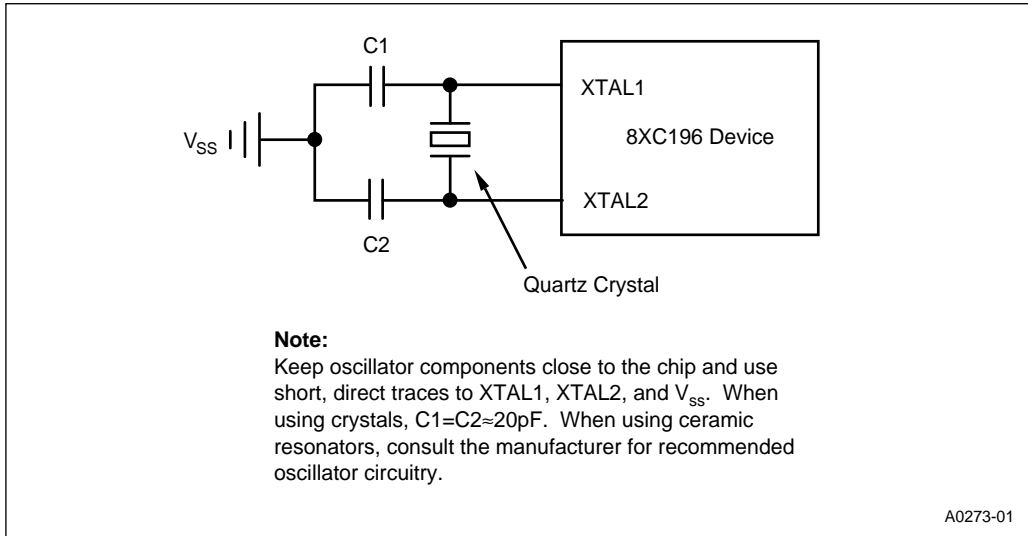 C1
XTAL1
8XC196 Device
V_SS
XTAL2
C2
Quartz Crystal
Note:
Keep oscillator components close to the chip and use
short, direct traces to XTAL1, XTAL2, and V_ss. When
using crystals, C1=C2≈20pF. When using ceramic
resonators, consult the manufacturer for recommended
oscillator circuitry.
A0273-01